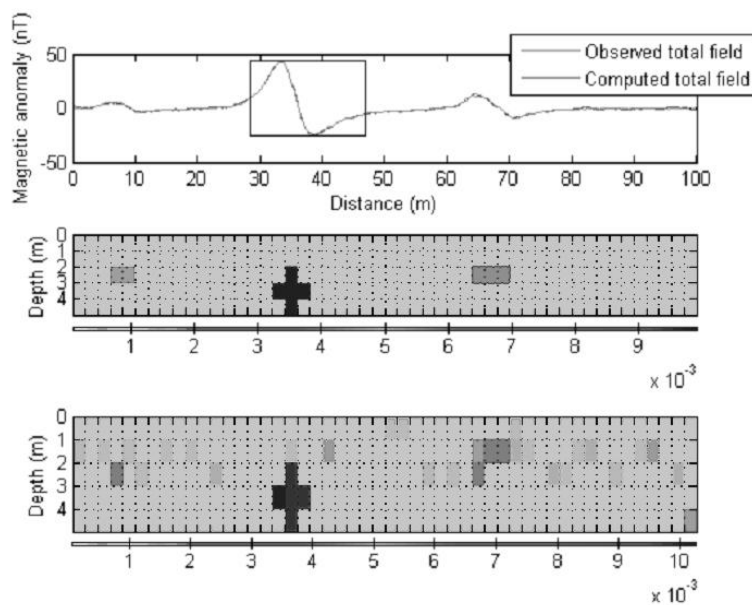 Magnetic anomaly (nT)
50
0
-50
Observed total field
Computed total field
0 10 20 30 40 50 60 70 80 90 100
Distance (m)
Depth (m)
0
1
2
3
4
1 2 3 4 5 6 7 8 9
x 10-3
Depth (m)
0
1
2
3
4
1 2 3 4 5 6 7 8 9 10
x 10-3